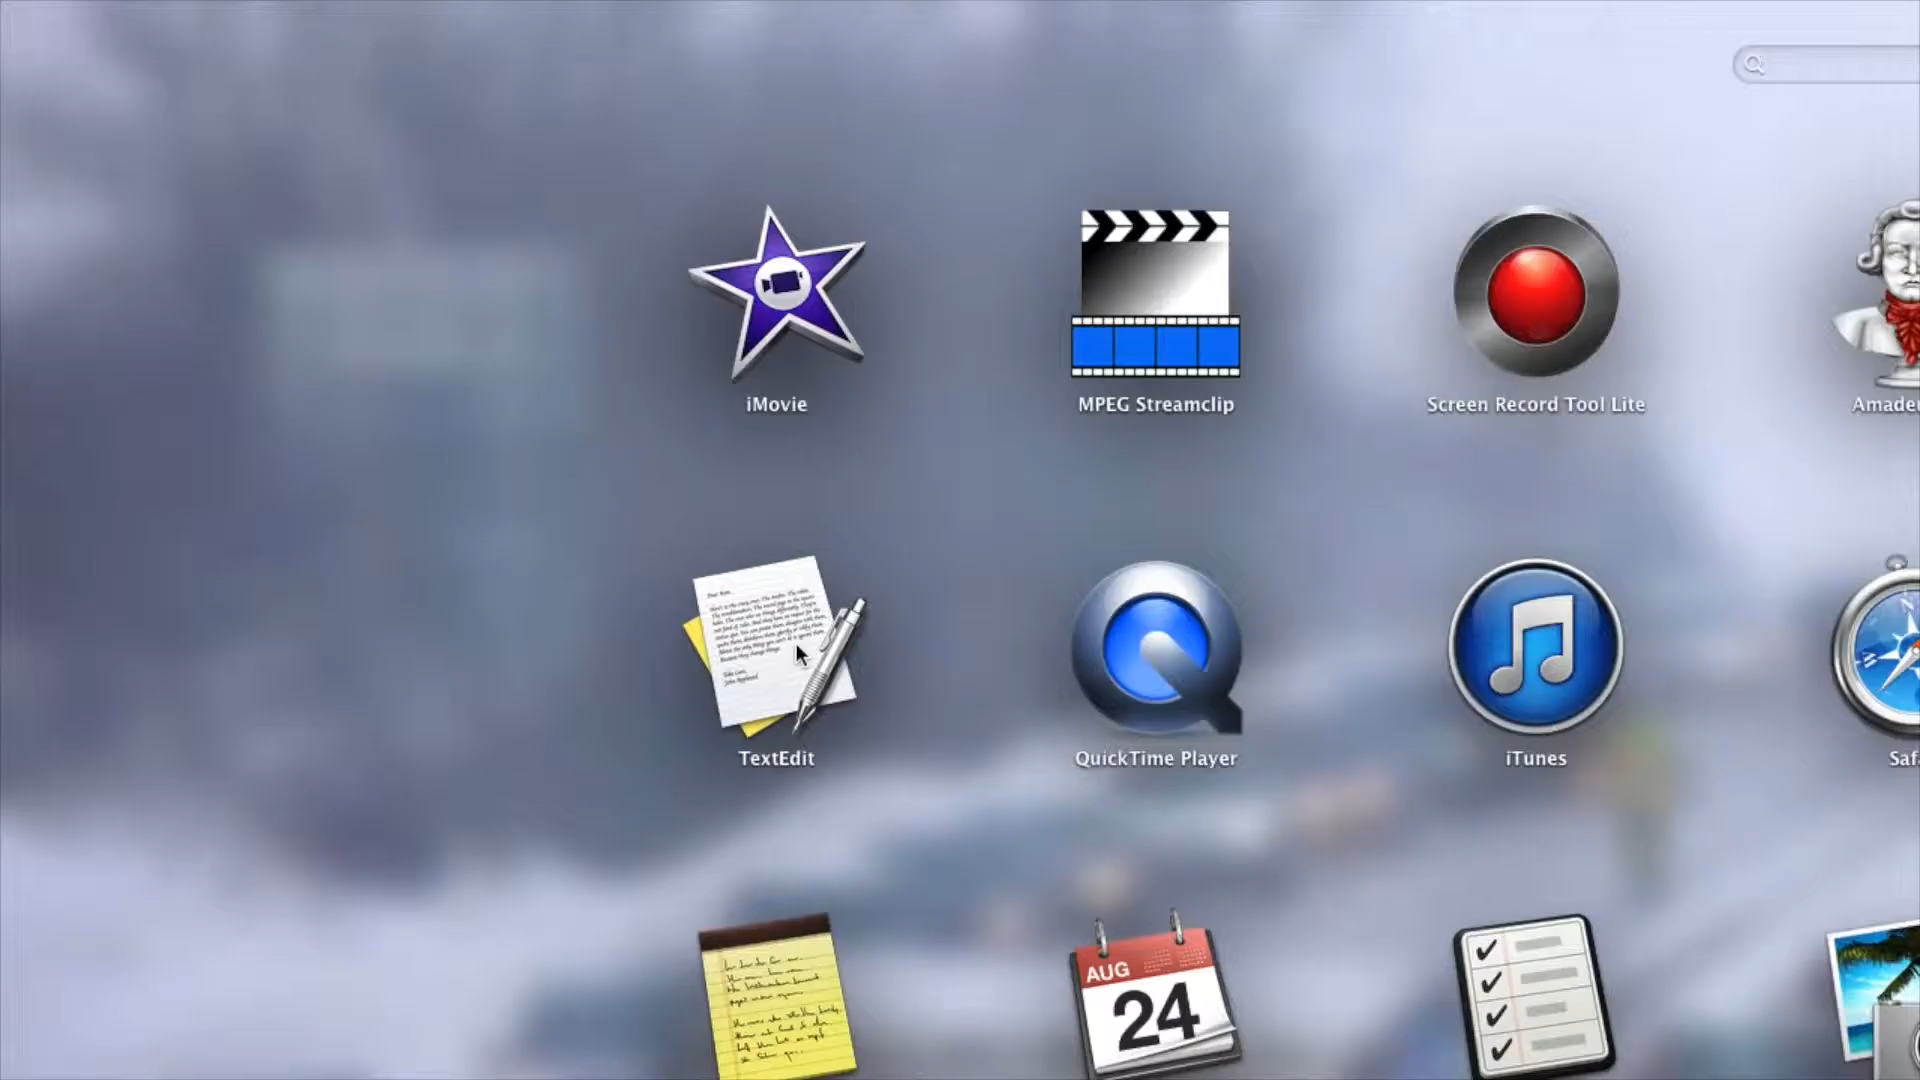 iMovie
MPEG Streamclip
Screen Record Tool Lite
TextEdit
QuickTime Player
iTunes
AUG
24